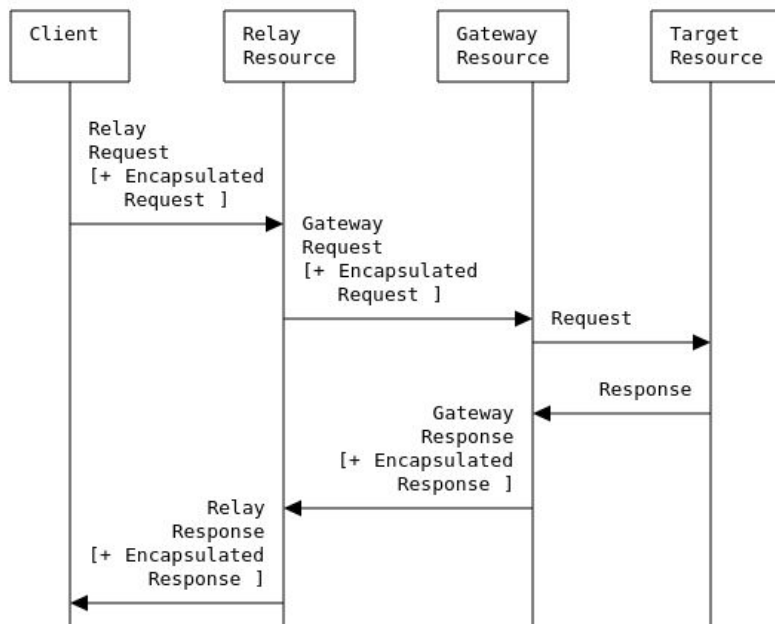 Client
Relay
Resource
Gateway
Resource
Target
Resource
Relay
Request
[+ Encapsulated
Request ]
Gateway
Request
[+ Encapsulated
Request ]
Request
Response
Gateway
Response
[+ Encapsulated
Response ]
Relay
Response
[+ Encapsulated
Response ]